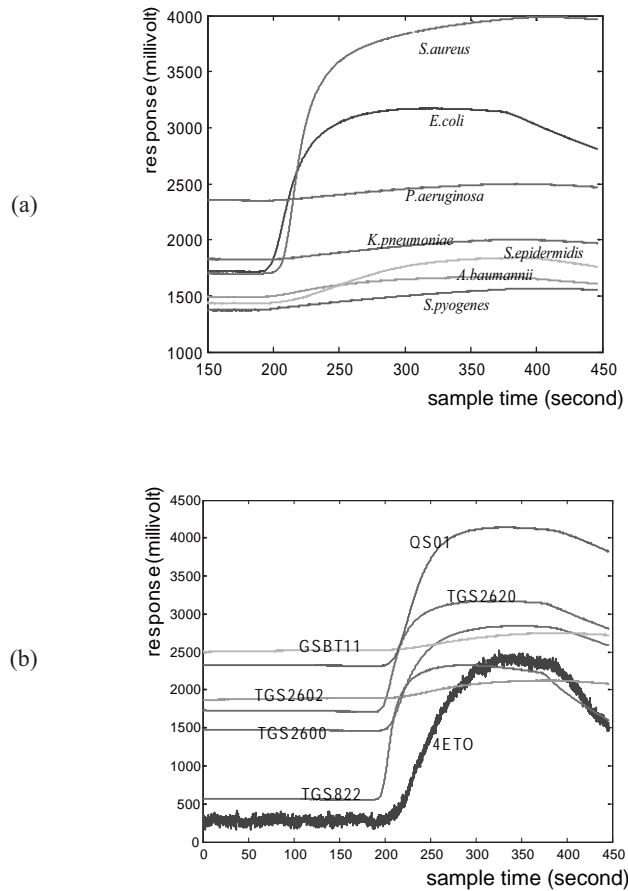 (a)
response (millivolt)
4000
3500
3000
2500
2000
1500
1000
S.aureus
E.coli
P.aeruginosa
K.pneumoniae
S.epidermidis
A.baumannii
S.pyogenes
150 200 250 300 350 400 450
sample time (second)
(b)
response (millivolt)
4500
4000
3500
3000
2500
2000
1500
1000
500
0
QS01
TGS2620
GSBT11
TGS2602
TGS2600
4ETO
TGS822
0 50 100 150 200 250 300 350 400 450
sample time (second)